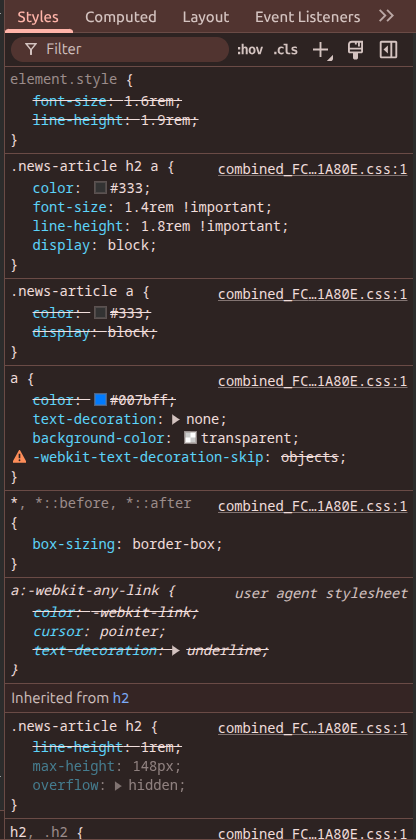 Styles Computed Layout Event Listeners >>
Filter :hov .cls
element.style {
font-size: 1.6rem;
line-height: 1.9rem;
}
.news-article h2 a { combined_FC…1A80E.css:1
color: #333;
font-size: 1.4rem !important;
line-height: 1.8rem !important;
display: block;
}
.news-article a { combined_FC…1A80E.css:1
color: #333;
display: block;
}
a { combined_FC…1A80E.css:1
color: #007bff;
text-decoration: none;
background-color: transparent;
-webkit-text-decoration-skip: objects;
}
*, *::before, *::after combined_FC…1A80E.css:1
{
box-sizing: border-box;
}
a:-webkit-any-link { user agent stylesheet
color: -webkit-link;
cursor: pointer;
text-decoration: underline;
}
Inherited from h2
.news-article h2 { combined_FC…1A80E.css:1
line-height: 1rem;
max-height: 148px;
overflow: hidden;
}
h2, .h2 { combined_FC…1A80E.css:1